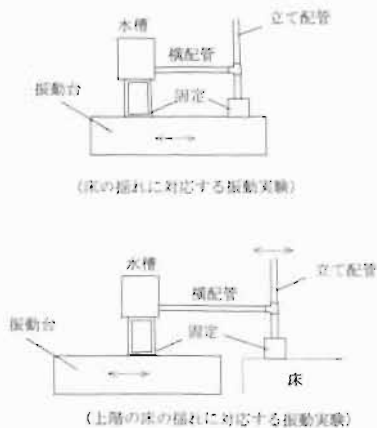 水槽
立て配管
横配管
振動台
固定
(床の揺れに対応する振動実験)
水槽
立て配管
横配管
振動台
固定
床
(上階の床の揺れに対応する振動実験)